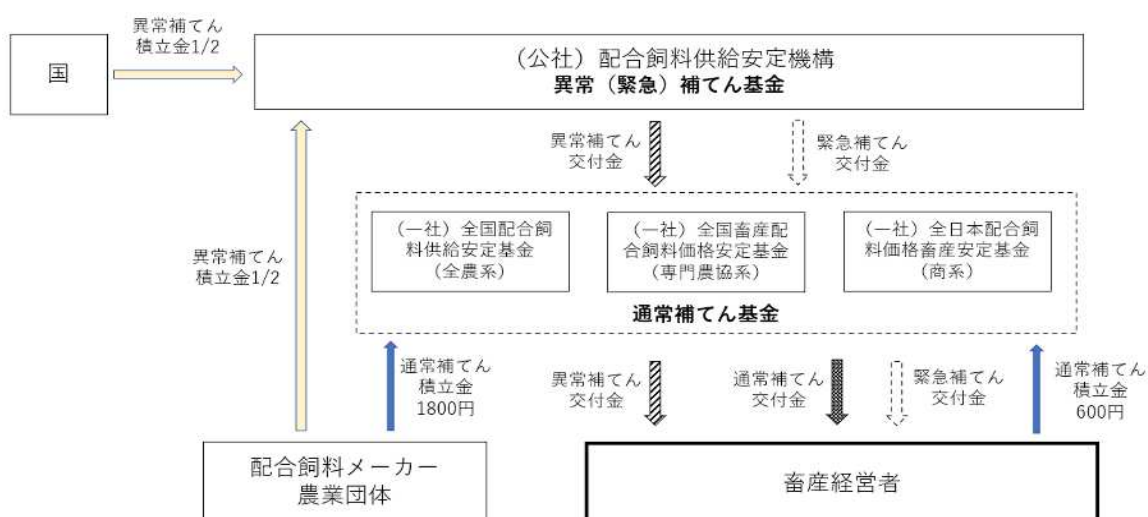 異常補てん
積立金1/2
国
（公社）配合飼料供給安定機構
異常（緊急）補てん基金
異常補てん
交付金
緊急補てん
交付金
（一社）全国配合飼
料供給安定基金
（全農系）
（一社）全国畜産配
合飼料価格安定基金
（専門農協系）
（一社）全日本配合飼
料価格畜産安定基金
（商系）
通常補てん基金
異常補てん
積立金1/2
通常補てん
積立金
1800円
異常補てん
交付金
通常補てん
交付金
緊急補てん
交付金
通常補てん
積立金
600円
配合飼料メーカー
農業団体
畜産経営者